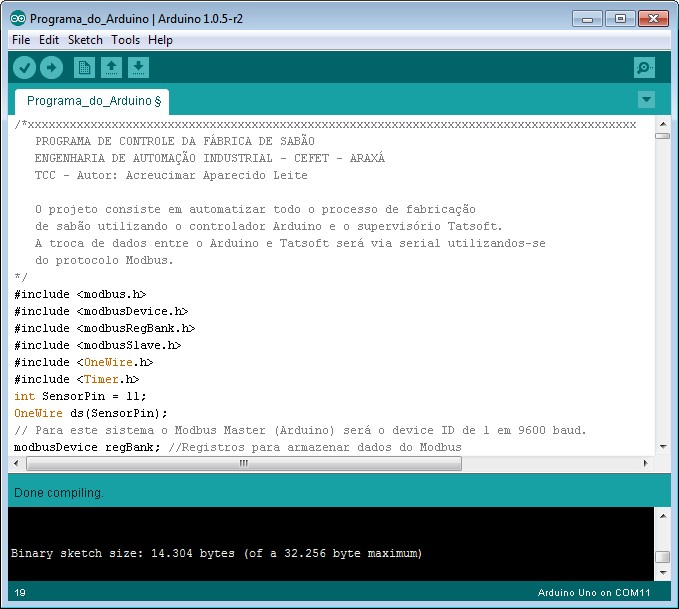 Programa_do_Arduino | Arduino 1.0.5-r2
File Edit Sketch Tools Help
Programa_do_Arduino §
/*xxxxxxxxxxxxxxxxxxxxxxxxxxxxxxxxxxxxxxxxxxxxxxxxxxxxxxxxxxxxxxxxxxxxxxxxxxxxxxxxxxxxxxx
PROGRAMA DE CONTROLE DA FÁBRICA DE SABÃO
ENGENHARIA DE AUTOMAÇÃO INDUSTRIAL - CEFET - ARAXÁ
TCC - Autor: Acreucimar Aparecido Leite
O projeto consiste em automatizar todo o processo de fabricação
de sabão utilizando o controlador Arduino e o supervisório Tatsoft.
A troca de dados entre o Arduino e Tatsoft será via serial utilizandos-se
do protocolo Modbus.
*/
#include <modbus.h>
#include <modbusDevice.h>
#include <modbusRegBank.h>
#include <modbusSlave.h>
#include <OneWire.h>
#include <Timer.h>
int SensorPin = 11;
OneWire ds(SensorPin);
// Para este sistema o Modbus Master (Arduino) será o device ID de 1 em 9600 baud.
modbusDevice regBank; //Registros para armazenar dados do Modbus
Done compiling.
Binary sketch size: 14.304 bytes (of a 32.256 byte maximum)
19 Arduino Uno on COM11